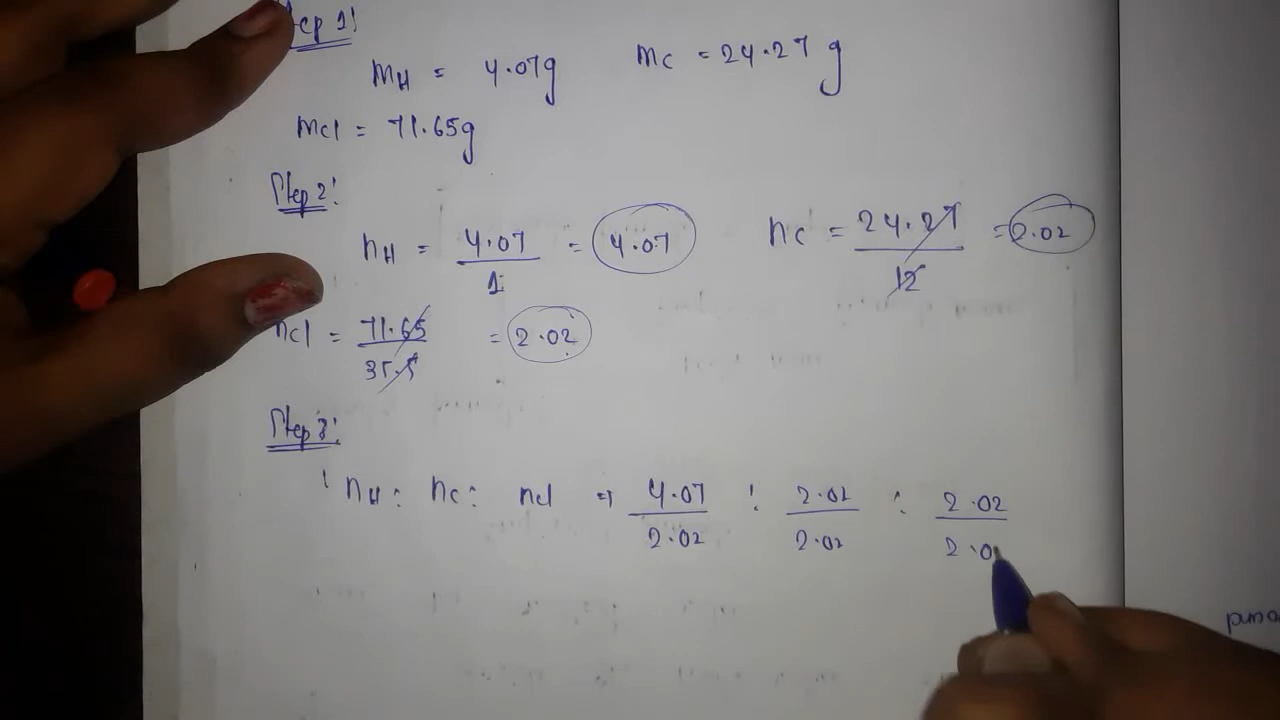 tep 1:
mH = 4.07g mc = 24.27 g
mcl = 71.65g
Step 2:
nH = 4.07/1 = 4.07 nc = 24.27/12 = 2.02
ncl = 71.65/35.5 = 2.02
Step 3:
nH : nc : ncl ⇒ 4.07/2.02 : 2.02/2.02 : 2.02/2.0